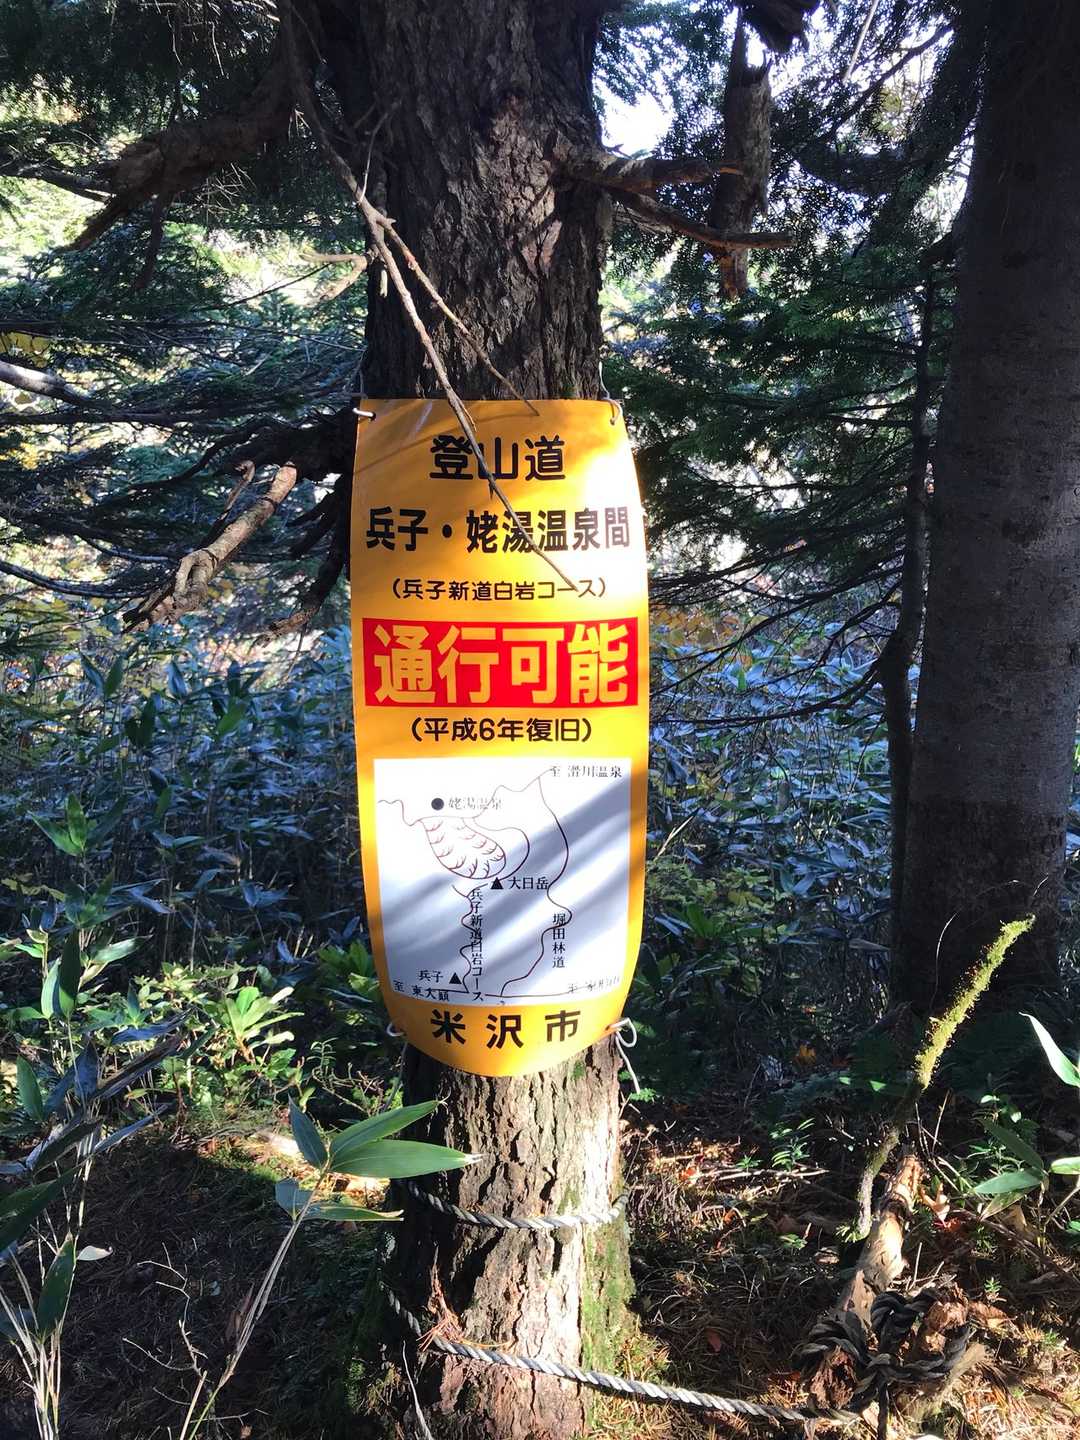 登山道
兵子・姥湯温泉間
(兵子新道白岩コース)
通行可能
(平成6年復旧)
至 滑川温泉
姥湯温泉
大日岳
兵子新道白岩コース
堀田林道
兵子
至 東大巓
米沢市